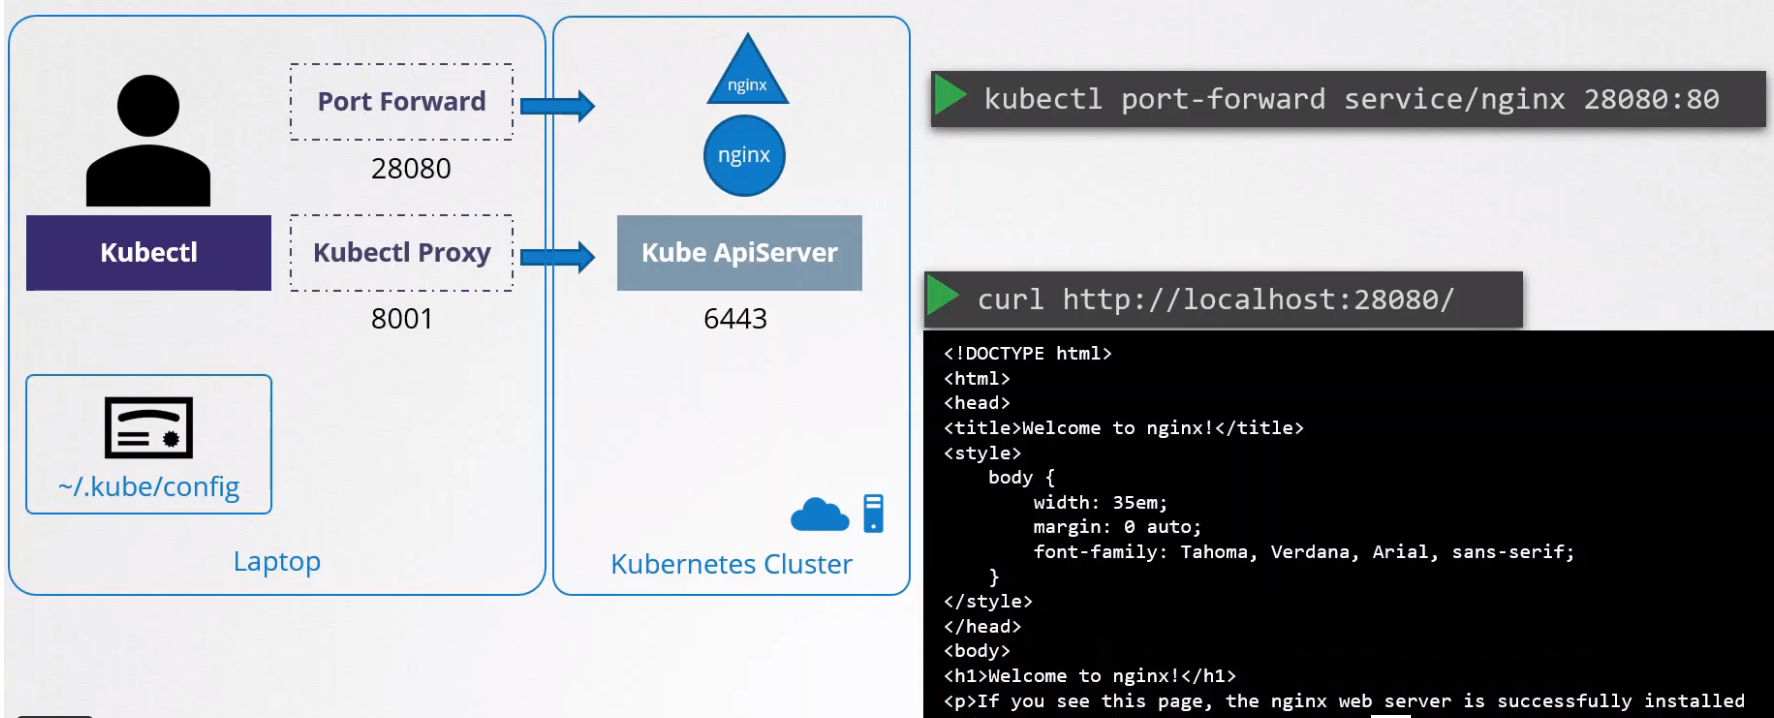 Port Forward
28080
Kubectl
Kubectl Proxy
8001
~/.kube/config
Laptop
nginx
nginx
Kube ApiServer
6443
Kubernetes Cluster
kubectl port-forward service/nginx 28080:80
curl http://localhost:28080/
<!DOCTYPE html>
<html>
<head>
<title>Welcome to nginx!</title>
<style>
    body {
        width: 35em;
        margin: 0 auto;
        font-family: Tahoma, Verdana, Arial, sans-serif;
    }
</style>
</head>
<body>
<h1>Welcome to nginx!</h1>
<p>If you see this page, the nginx web server is successfully installed